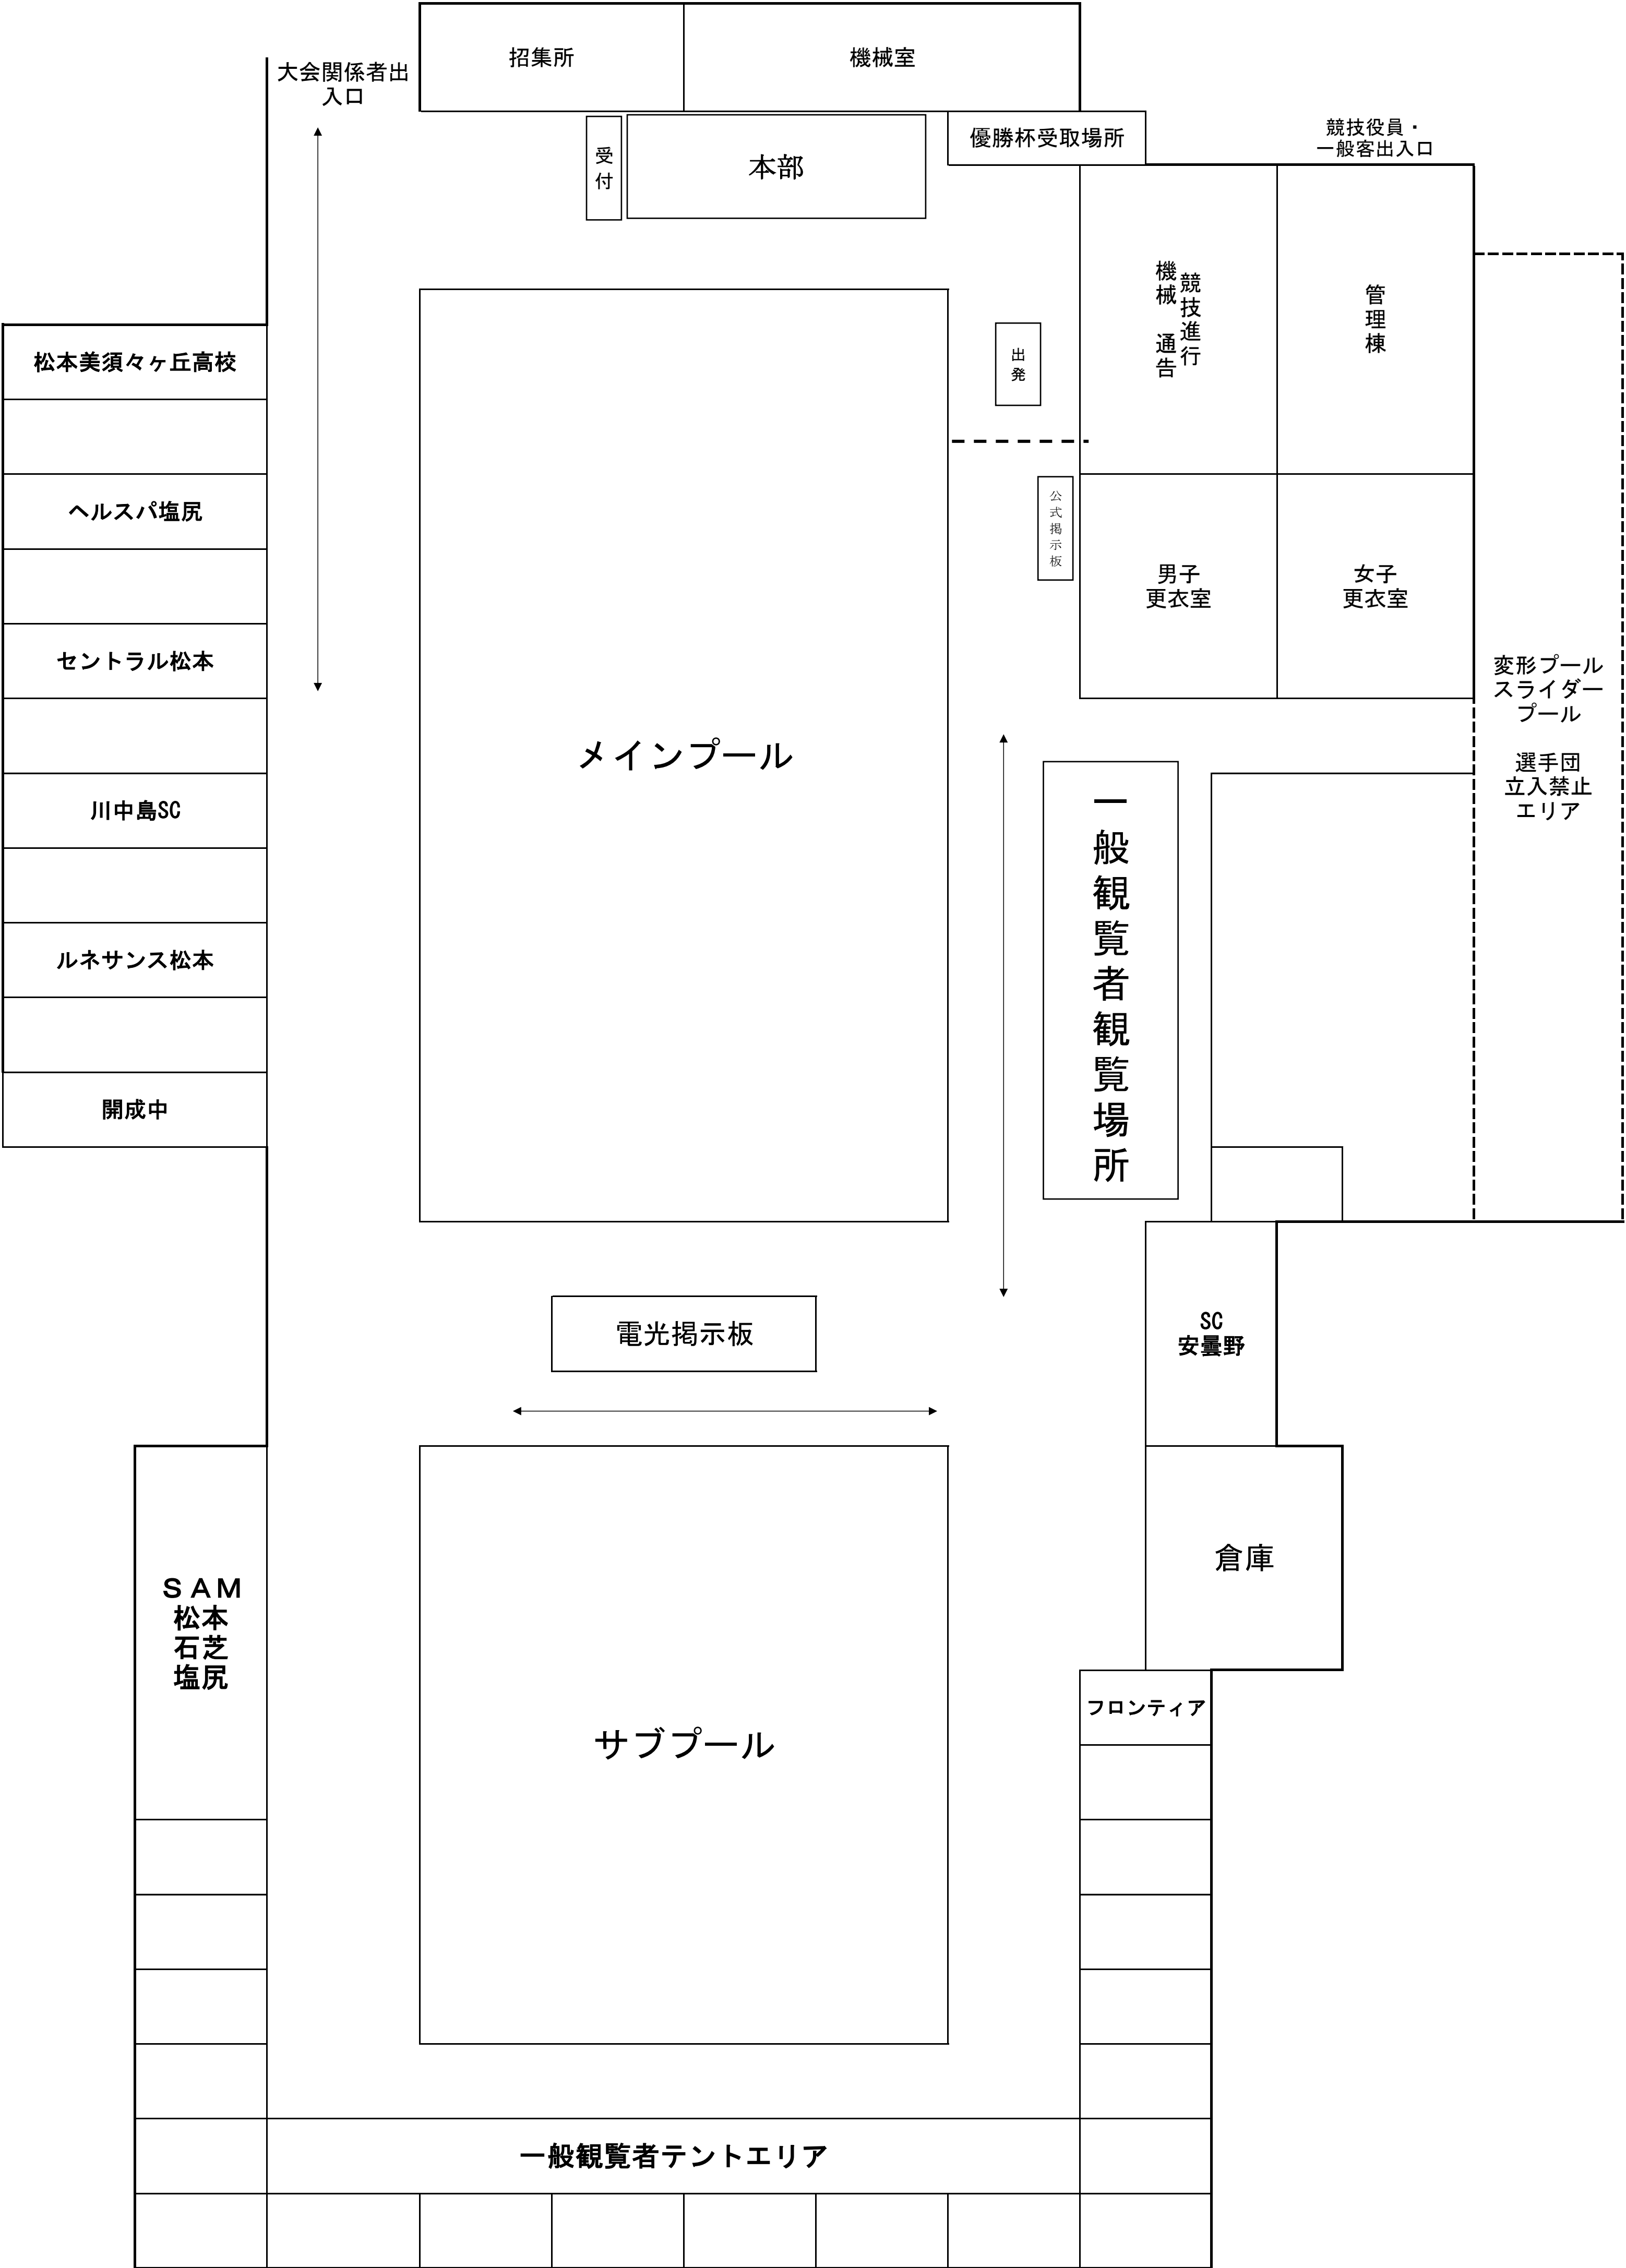 招集所
機械室
大会関係者出
入口
受付
本部
優勝杯受取場所
競技役員・
一般客出入口
競技進行
機械　通告
管理棟
出発
松本美須々ヶ丘高校
公式掲示板
ヘルスパ塩尻
男子
更衣室
女子
更衣室
セントラル松本
変形プール
スライダー
プール
選手団
立入禁止
エリア
メインプール
一般観覧者観覧場所
川中島SC
ルネサンス松本
開成中
電光掲示板
SC
安曇野
倉庫
ＳＡＭ
松本
石芝
塩尻
フロンティア
サブプール
一般観覧者テントエリア